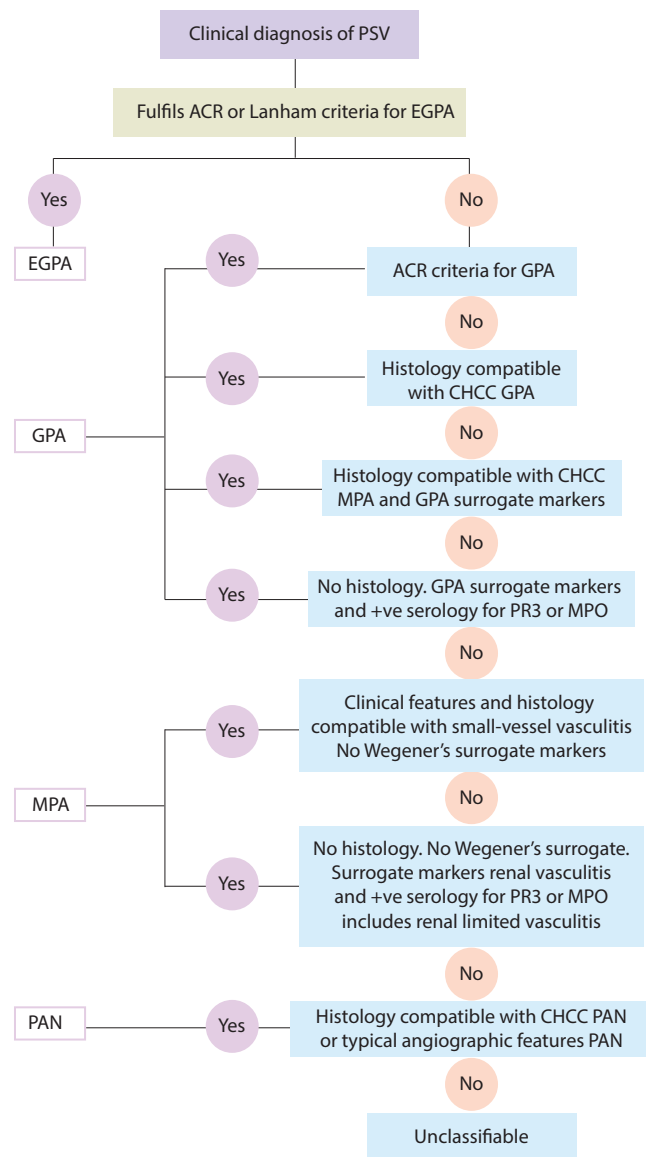 Clinical diagnosis of PSV
Fulfils ACR or Lanham criteria for EGPA
Yes
No
EGPA
Yes
ACR criteria for GPA
No
Yes
Histology compatible
with CHCC GPA
GPA
No
Yes
Histology compatible with CHCC
MPA and GPA surrogate markers
No
Yes
No histology. GPA surrogate markers
and +ve serology for PR3 or MPO
No
Yes
Clinical features and histology
compatible with small-vessel vasculitis
No Wegener's surrogate markers
MPA
No
Yes
No histology. No Wegener's surrogate.
Surrogate markers renal vasculitis
and +ve serology for PR3 or MPO
includes renal limited vasculitis
No
PAN
Yes
Histology compatible with CHCC PAN
or typical angiographic features PAN
No
Unclassifiable